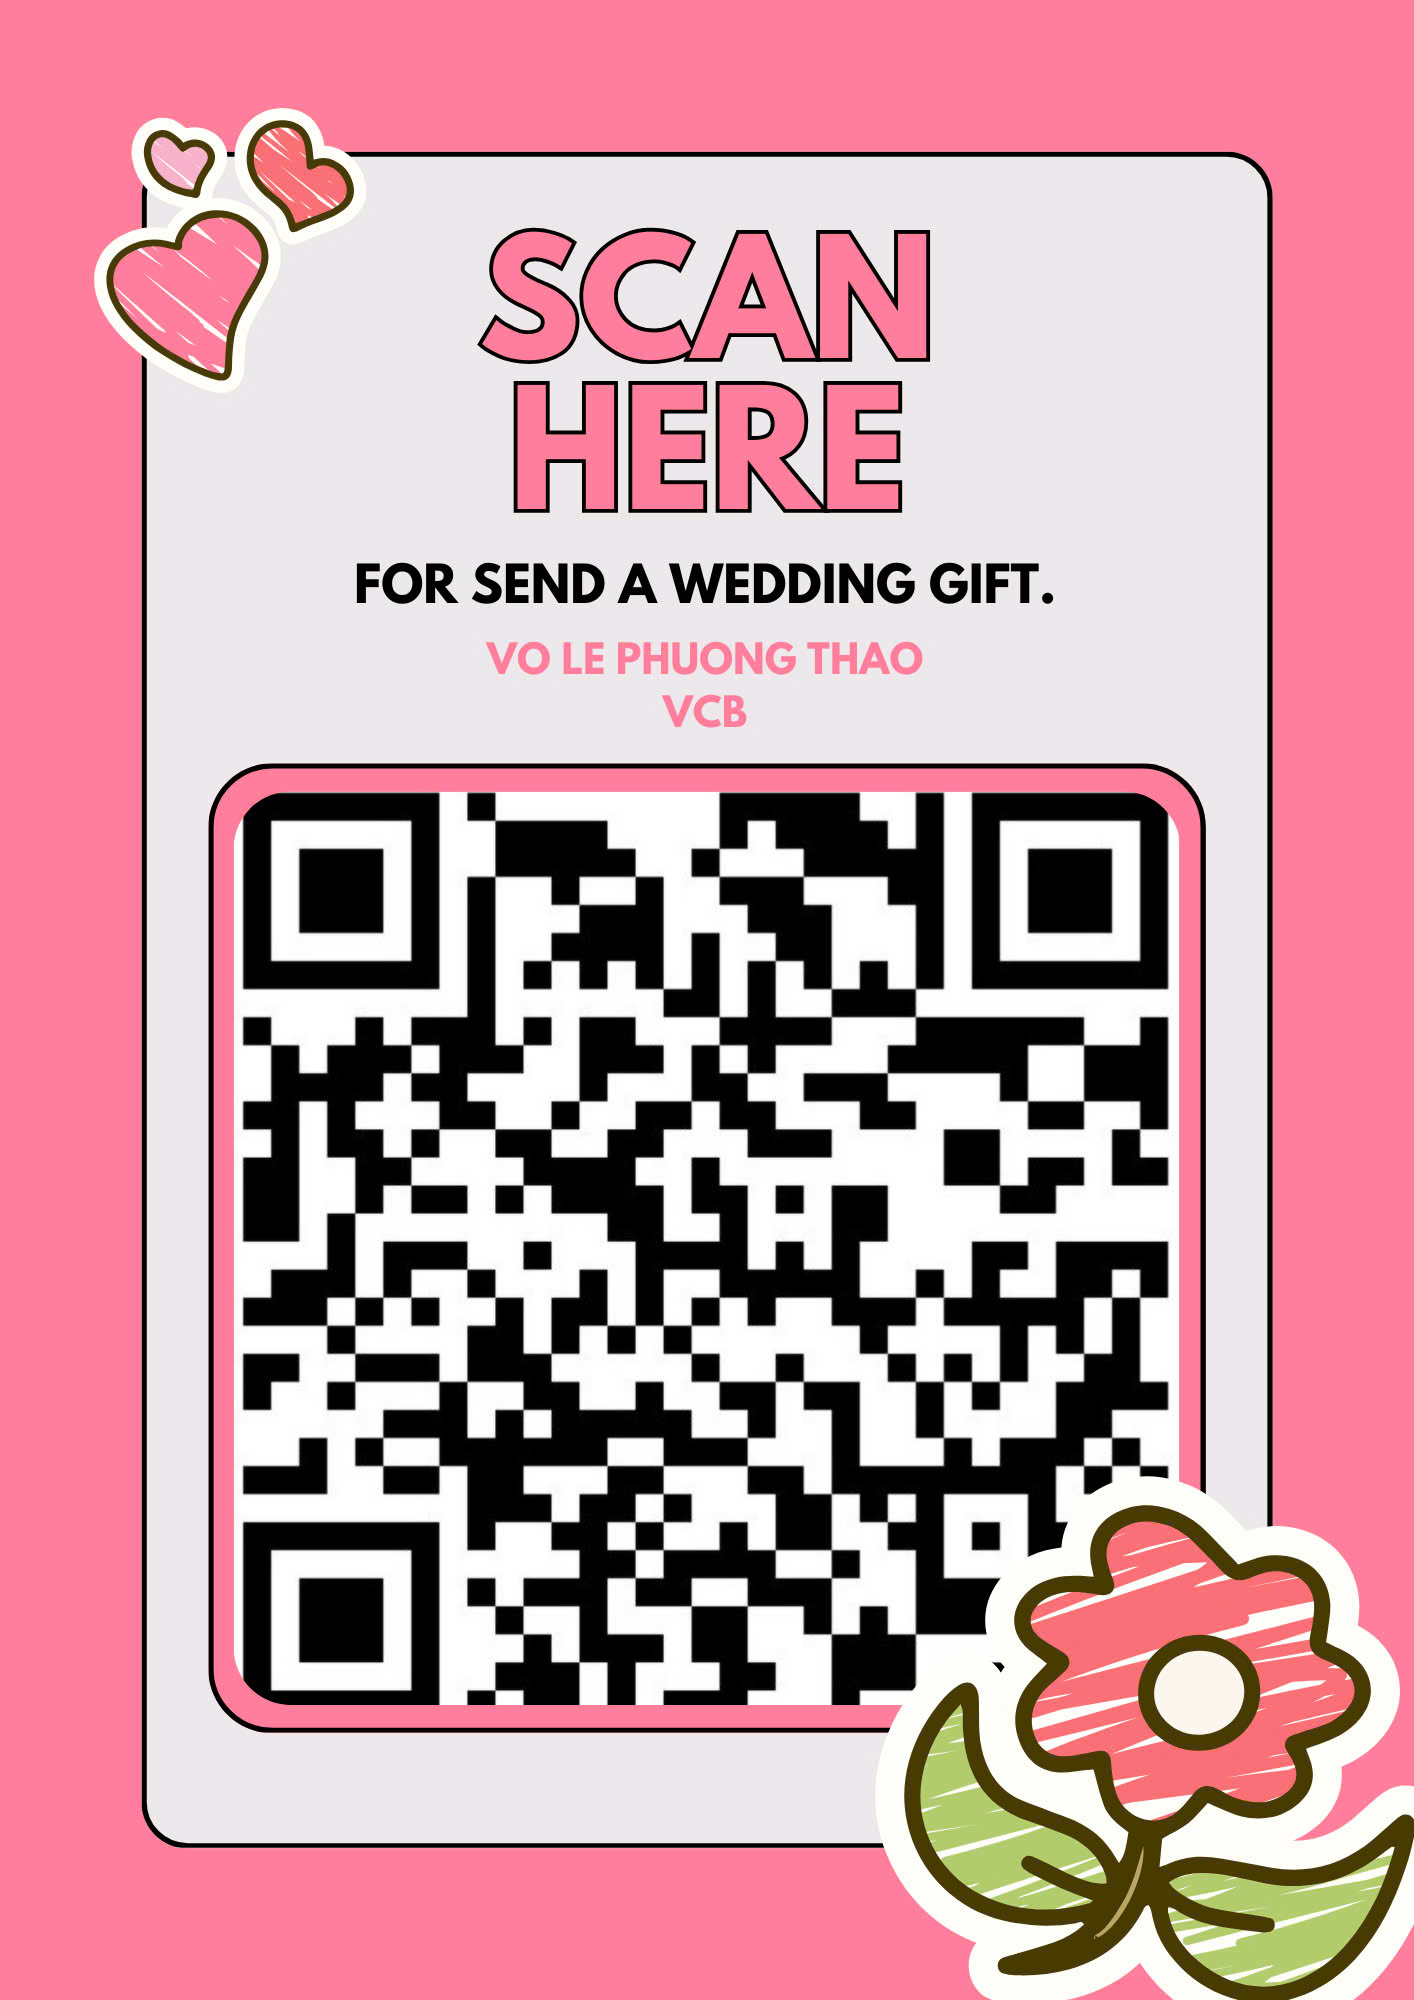 SCAN
HERE
FOR SEND A WEDDING GIFT.
VO LE PHUONG THAO
VCB